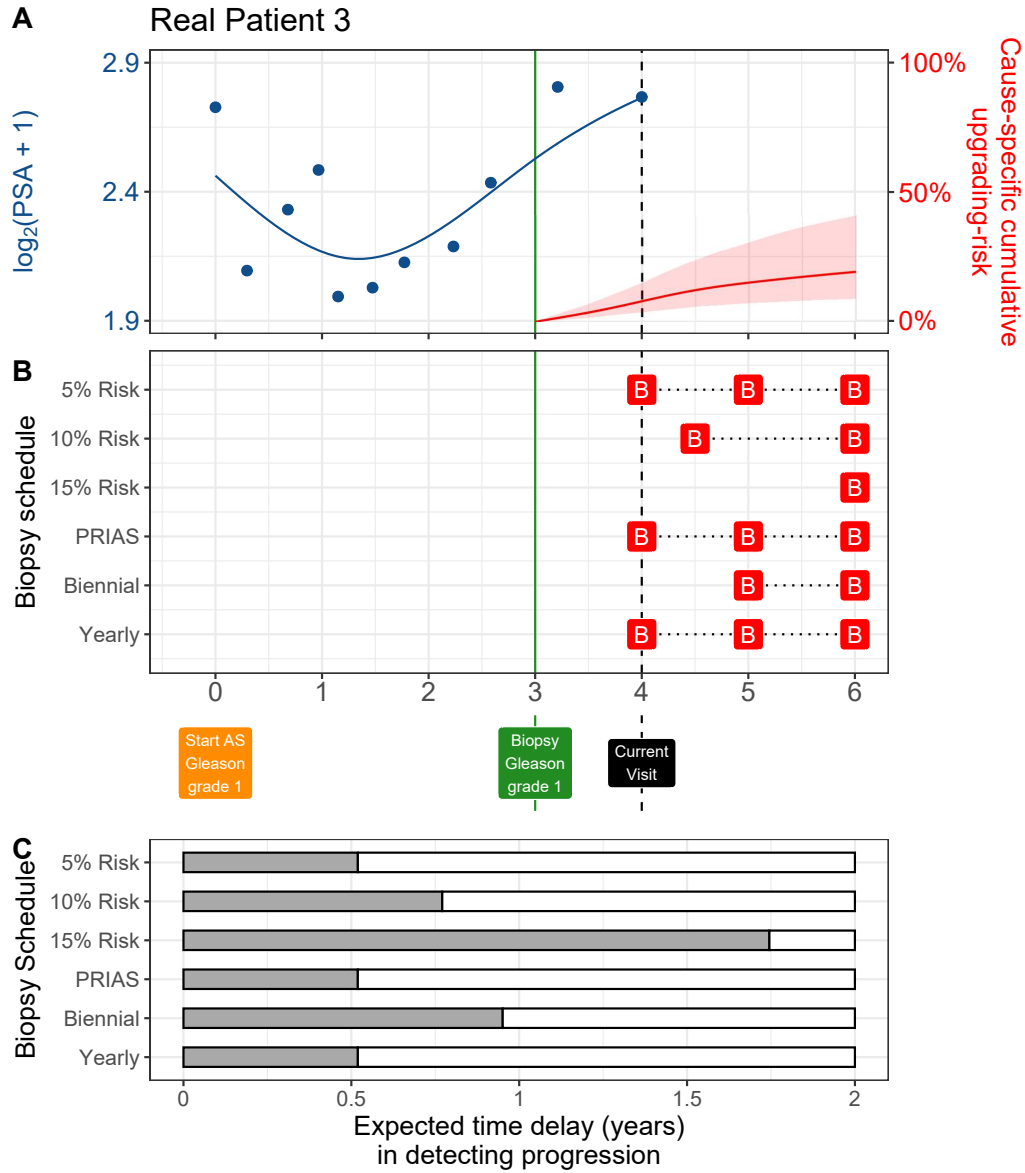 A
Real Patient 3
2.9
2.4
1.9
log₂(PSA + 1)
100%
50%
0%
Cause-specific cumulative
upgrading-risk
B
Biopsy schedule
5% Risk
B B B
10% Risk
B B
15% Risk
B
PRIAS
B B B
Biennial
B B
Yearly
B B B
0 1 2 3 4 5 6
Start AS
Gleason
grade 1
Biopsy
Gleason
grade 1
Current
Visit
C
Biopsy Schedule
5% Risk
10% Risk
15% Risk
PRIAS
Biennial
Yearly
0 0.5 1 1.5 2
Expected time delay (years)
in detecting progression